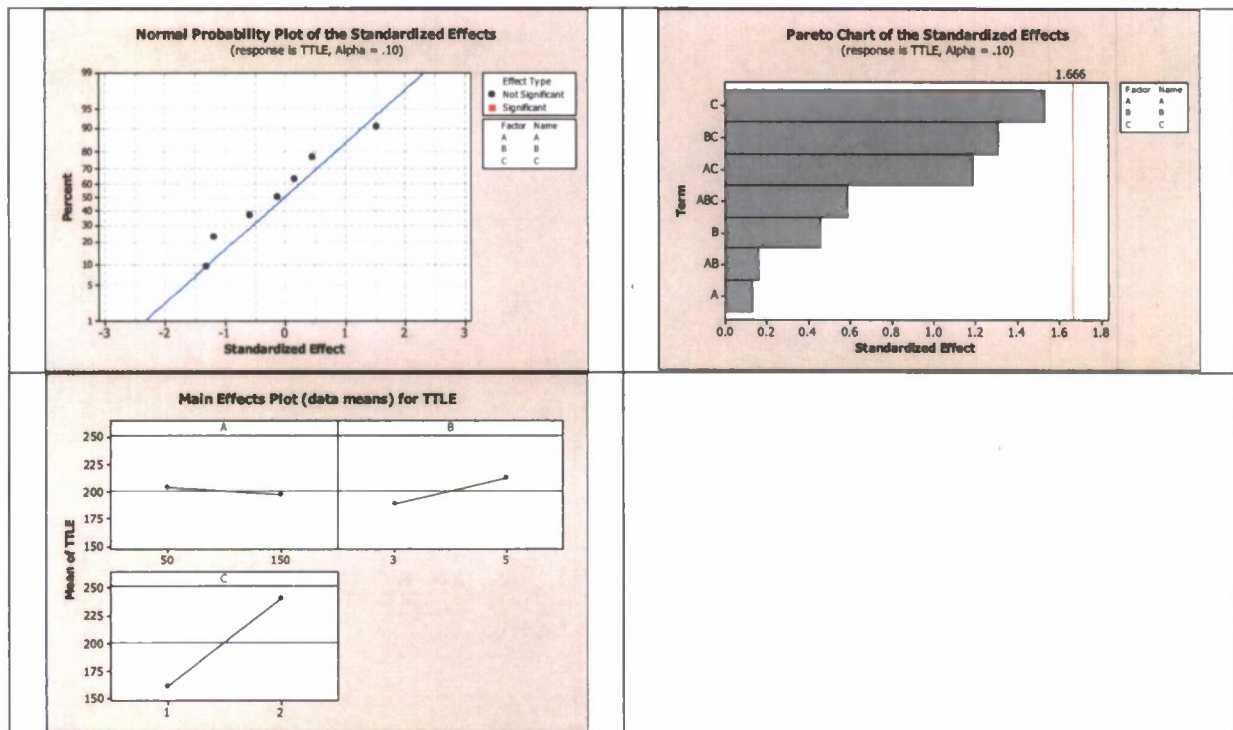 Normal Probability Plot of the Standardized Effects
(response is TTLE, Alpha = .10)
99
95
90
80
70
60
50
40
30
20
10
5
1
Percent
-3 -2 -1 0 1 2 3
Standardized Effect
Effect Type
Not Significant
Significant
Factor Name
A A
B B
C C
Pareto Chart of the Standardized Effects
(response is TTLE, Alpha = .10)
1.666
Term
C
BC
AC
ABC
B
AB
A
0.0 0.2 0.4 0.6 0.8 1.0 1.2 1.4 1.6 1.8
Standardized Effect
Factor Name
A A
B B
C C
Main Effects Plot (data means) for TTLE
Mean of TTLE
A B
250
225
200
175
150
50 150 3 5
C
250
225
200
175
150
1 2